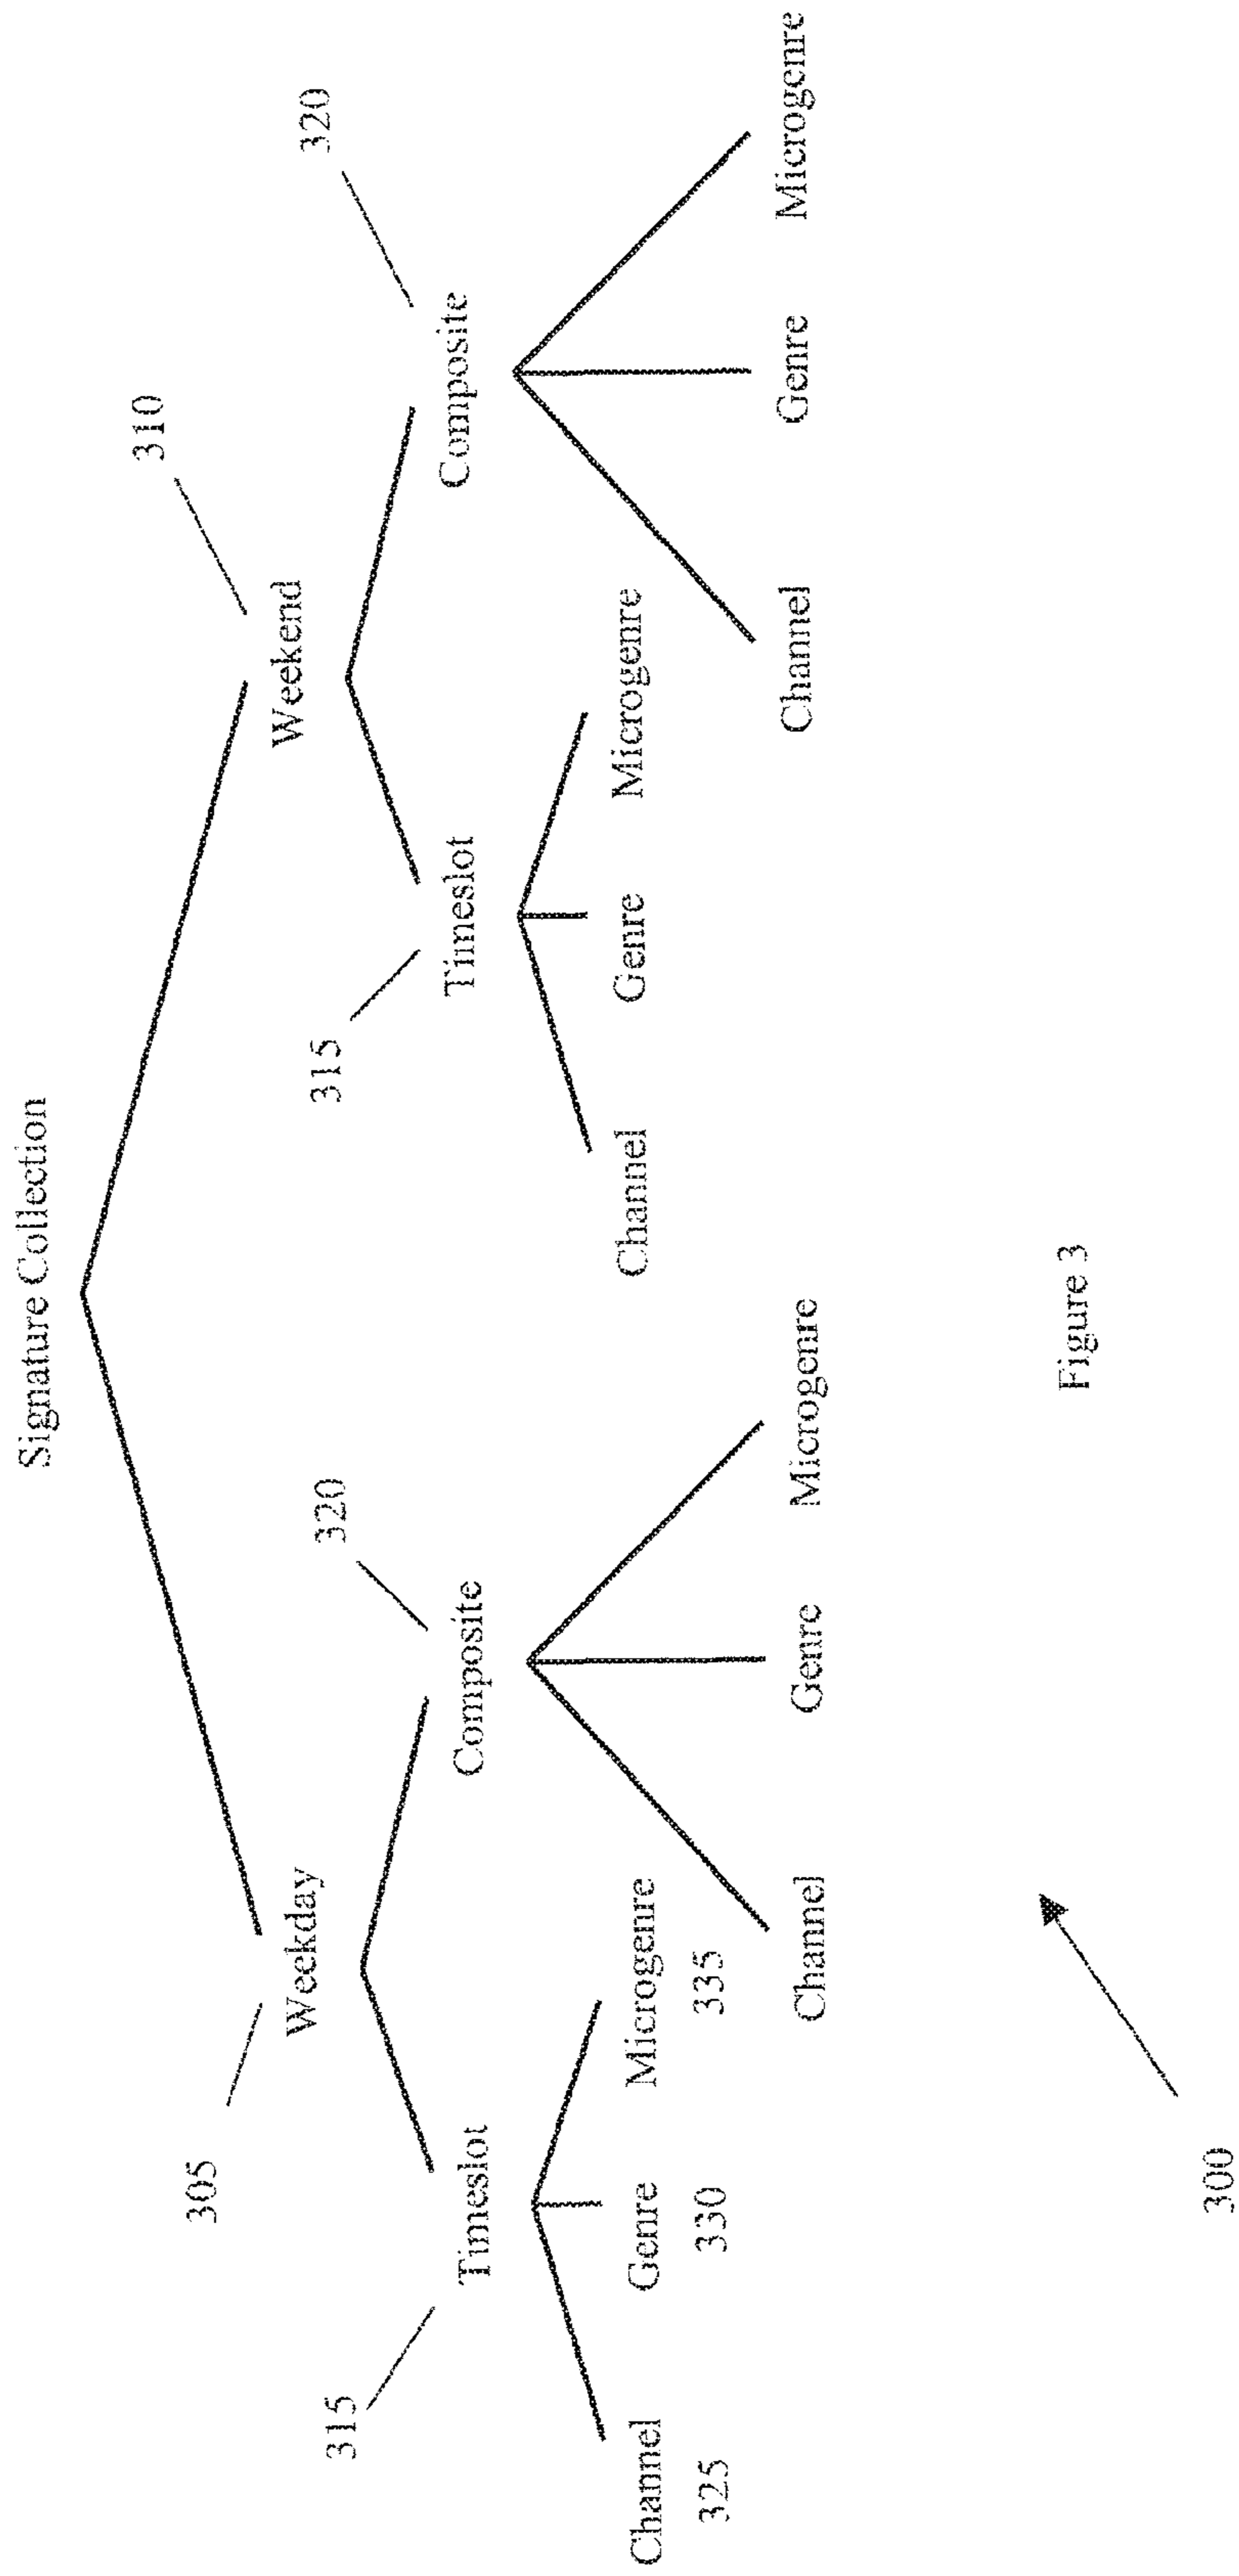 Signature Collection
310
305
Weekday
Weekend
315
320
315
320
Timeslot
Composite
Timeslot
Composite
Channel
Genre
Microgenre
Channel
Genre
Microgenre
325
330
335
Channel
Genre
Microgenre
Channel
Genre
Microgenre
300
Figure 3